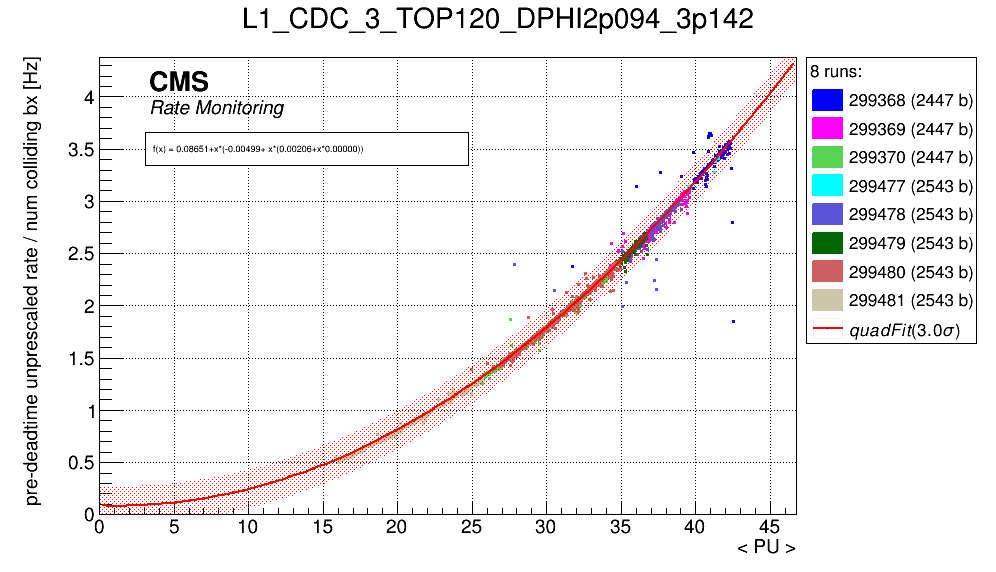 L1_CDC_3_TOP120_DPHI2p094_3p142
pre-deadtime unprescaled rate / num colliding bx [Hz]
CMS
Rate Monitoring
f(x) = 0.08651+x*(-0.00499+ x*(0.00206+x*0.00000))
4
3.5
3
2.5
2
1.5
1
0.5
0
0 5 10 15 20 25 30 35 40 45
< PU >
8 runs:
299368 (2447 b)
299369 (2447 b)
299370 (2447 b)
299477 (2543 b)
299478 (2543 b)
299479 (2543 b)
299480 (2543 b)
299481 (2543 b)
quadFit(3.0σ)